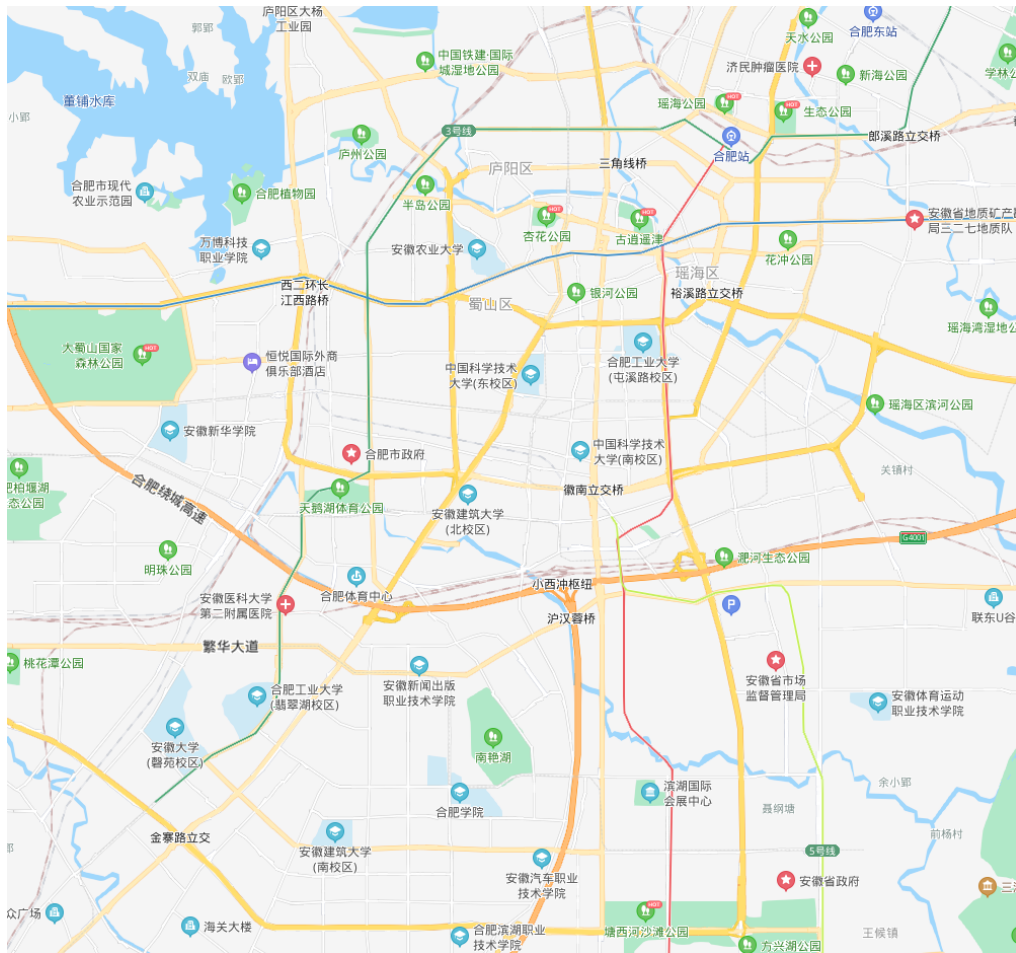 庐阳区大杨
工业园
郭郢
合肥东站
天水公园
中国铁建·国际
城湿地公园
济民肿瘤医院
新海公园
学林公
双庙
欧郢
董铺水库
小郢
瑶海公园
HOT
HOT
生态公园
3号线
郎溪路立交桥
庐州公园
合肥站
三角线桥
庐阳区
合肥市现代
农业示范园
合肥植物园
半岛公园
HOT
杏花公园
HOT
古逍遥津
安徽省地质矿产勘
局三二七地质队
万博科技
职业学院
安徽农业大学
花冲公园
瑶海区
西二环长
江西路桥
蜀山区
银河公园
裕溪路立交桥
瑶海湾湿地公
大蜀山国家
森林公园
HOT
恒悦国际外商
俱乐部酒店
中国科学技术
大学(东校区)
合肥工业大学
(屯溪路校区)
瑶海区滨河公园
安徽新华学院
合肥市政府
中国科学技术
大学(南校区)
关镇村
肥柏堰湖
态公园
合肥绕城高速
天鹅湖体育公园
徽南立交桥
安徽建筑大学
(北校区)
G4001
明珠公园
淝河生态公园
合肥体育中心
小西冲枢纽
安徽医科大学
第二附属医院
P
沪汉蓉桥
联东U谷
繁华大道
桃花潭公园
安徽新闻出版
职业技术学院
安徽省市场
监督管理局
合肥工业大学
(翡翠湖校区)
安徽体育运动
职业技术学院
安徽大学
(磬苑校区)
南艳湖
滨湖国际
会展中心
余小郢
聂纲塘
合肥学院
前杨村
金寨路立交
安徽建筑大学
(南校区)
5号线
安徽汽车职业
技术学院
安徽省政府
三
众广场
海关大楼
HOT
塘西河沙滩公园
合肥滨湖职业
技术学院
方兴湖公园
王候镇